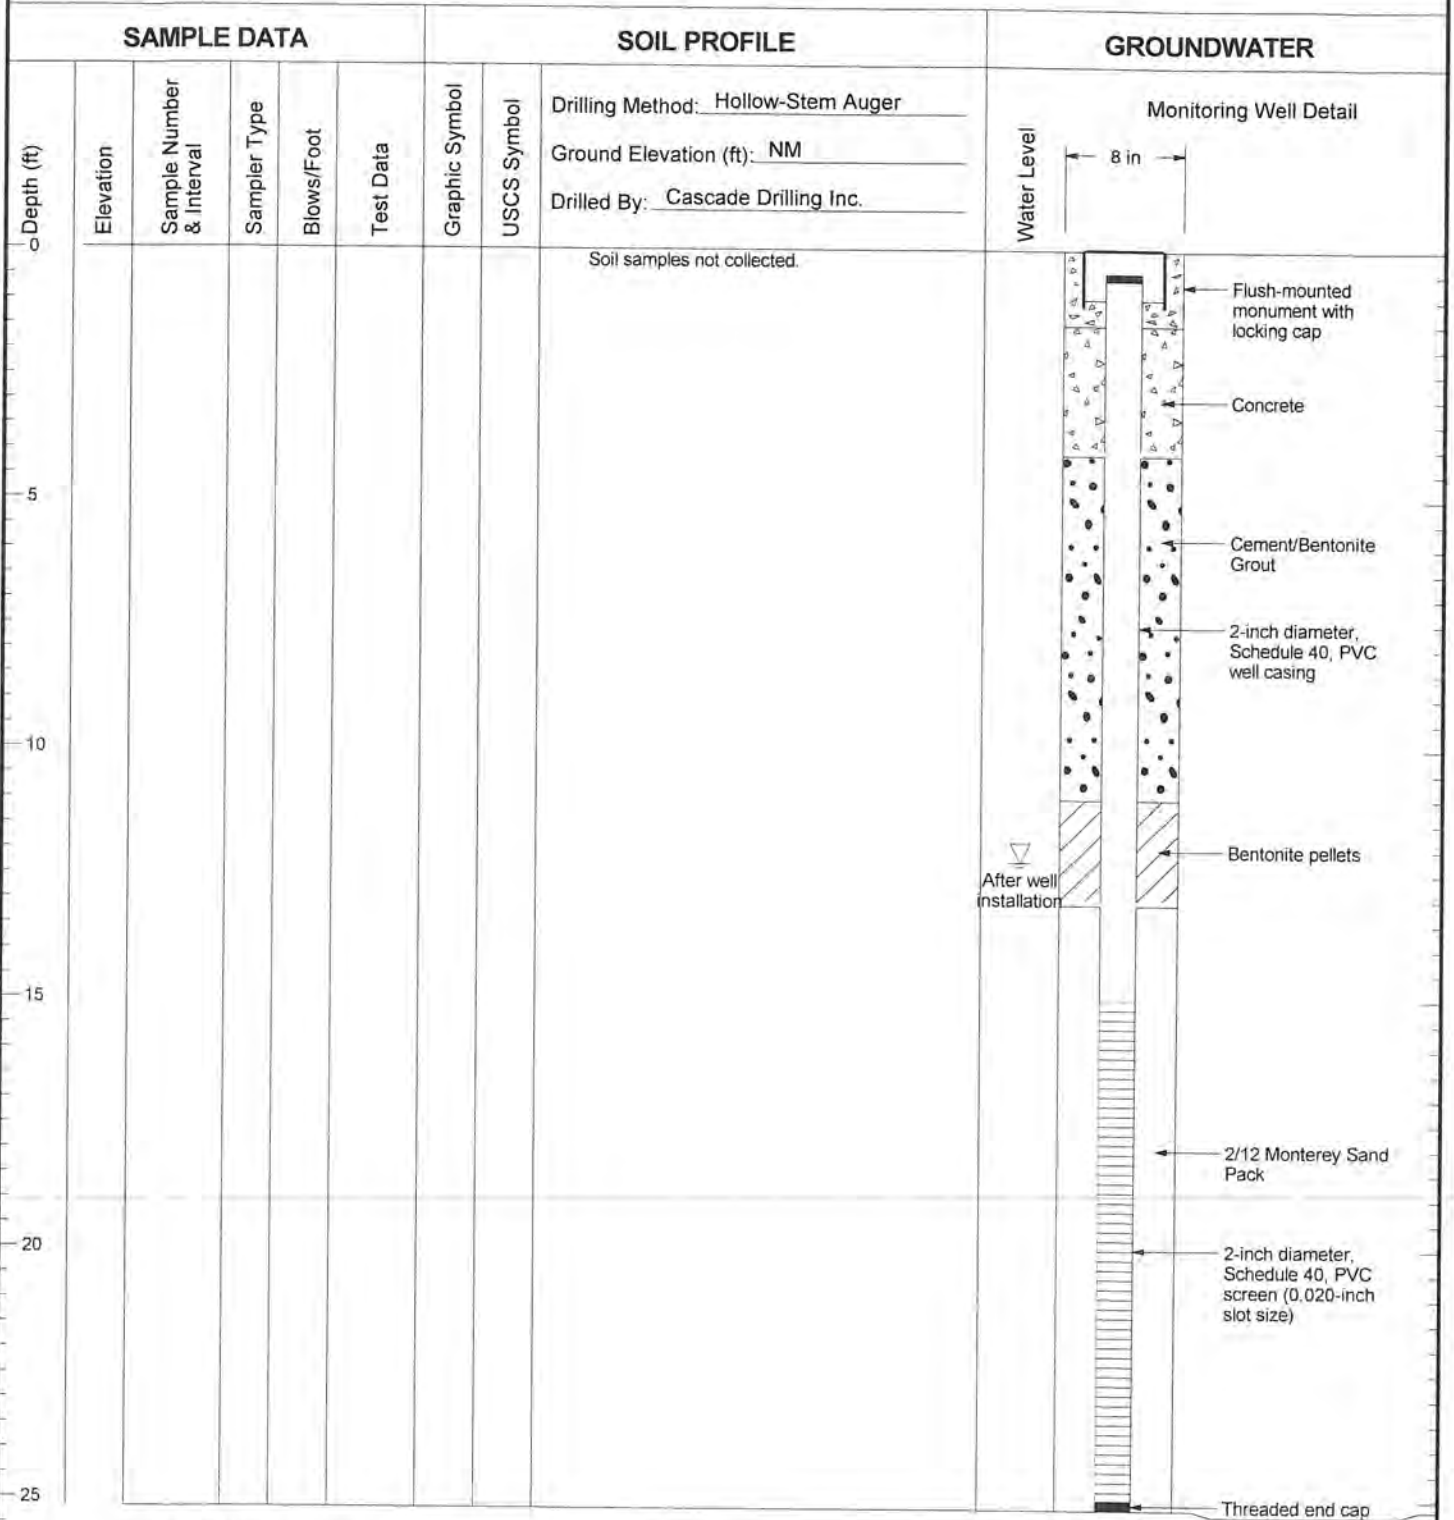 SAMPLE DATA
SOIL PROFILE
GROUNDWATER
Depth (ft)
Elevation
Sample Number
& Interval
Sampler Type
Blows/Foot
Test Data
Graphic Symbol
USCS Symbol
Drilling Method: Hollow-Stem Auger
Ground Elevation (ft): NM
Drilled By: Cascade Drilling Inc.
Water Level
Monitoring Well Detail
8 in
0
Soil samples not collected.
Flush-mounted
monument with
locking cap
Concrete
5
Cement/Bentonite
Grout
2-inch diameter,
Schedule 40, PVC
well casing
10
Bentonite pellets
After well
installation
15
2/12 Monterey Sand
Pack
20
2-inch diameter,
Schedule 40, PVC
screen (0.020-inch
slot size)
25
Threaded end cap